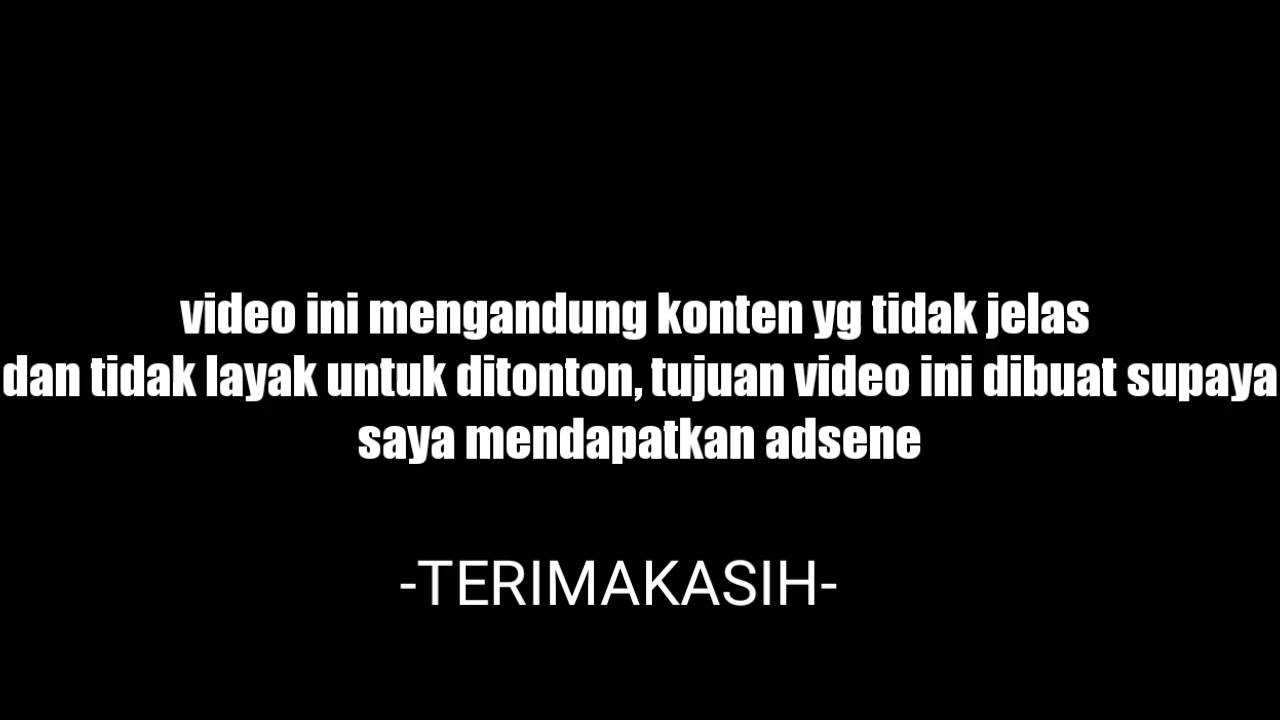 video ini mengandung konten yg tidak jelas
dan tidak layak untuk ditonton, tujuan video ini dibuat supaya
saya mendapatkan adsene
-TERIMAKASIH-